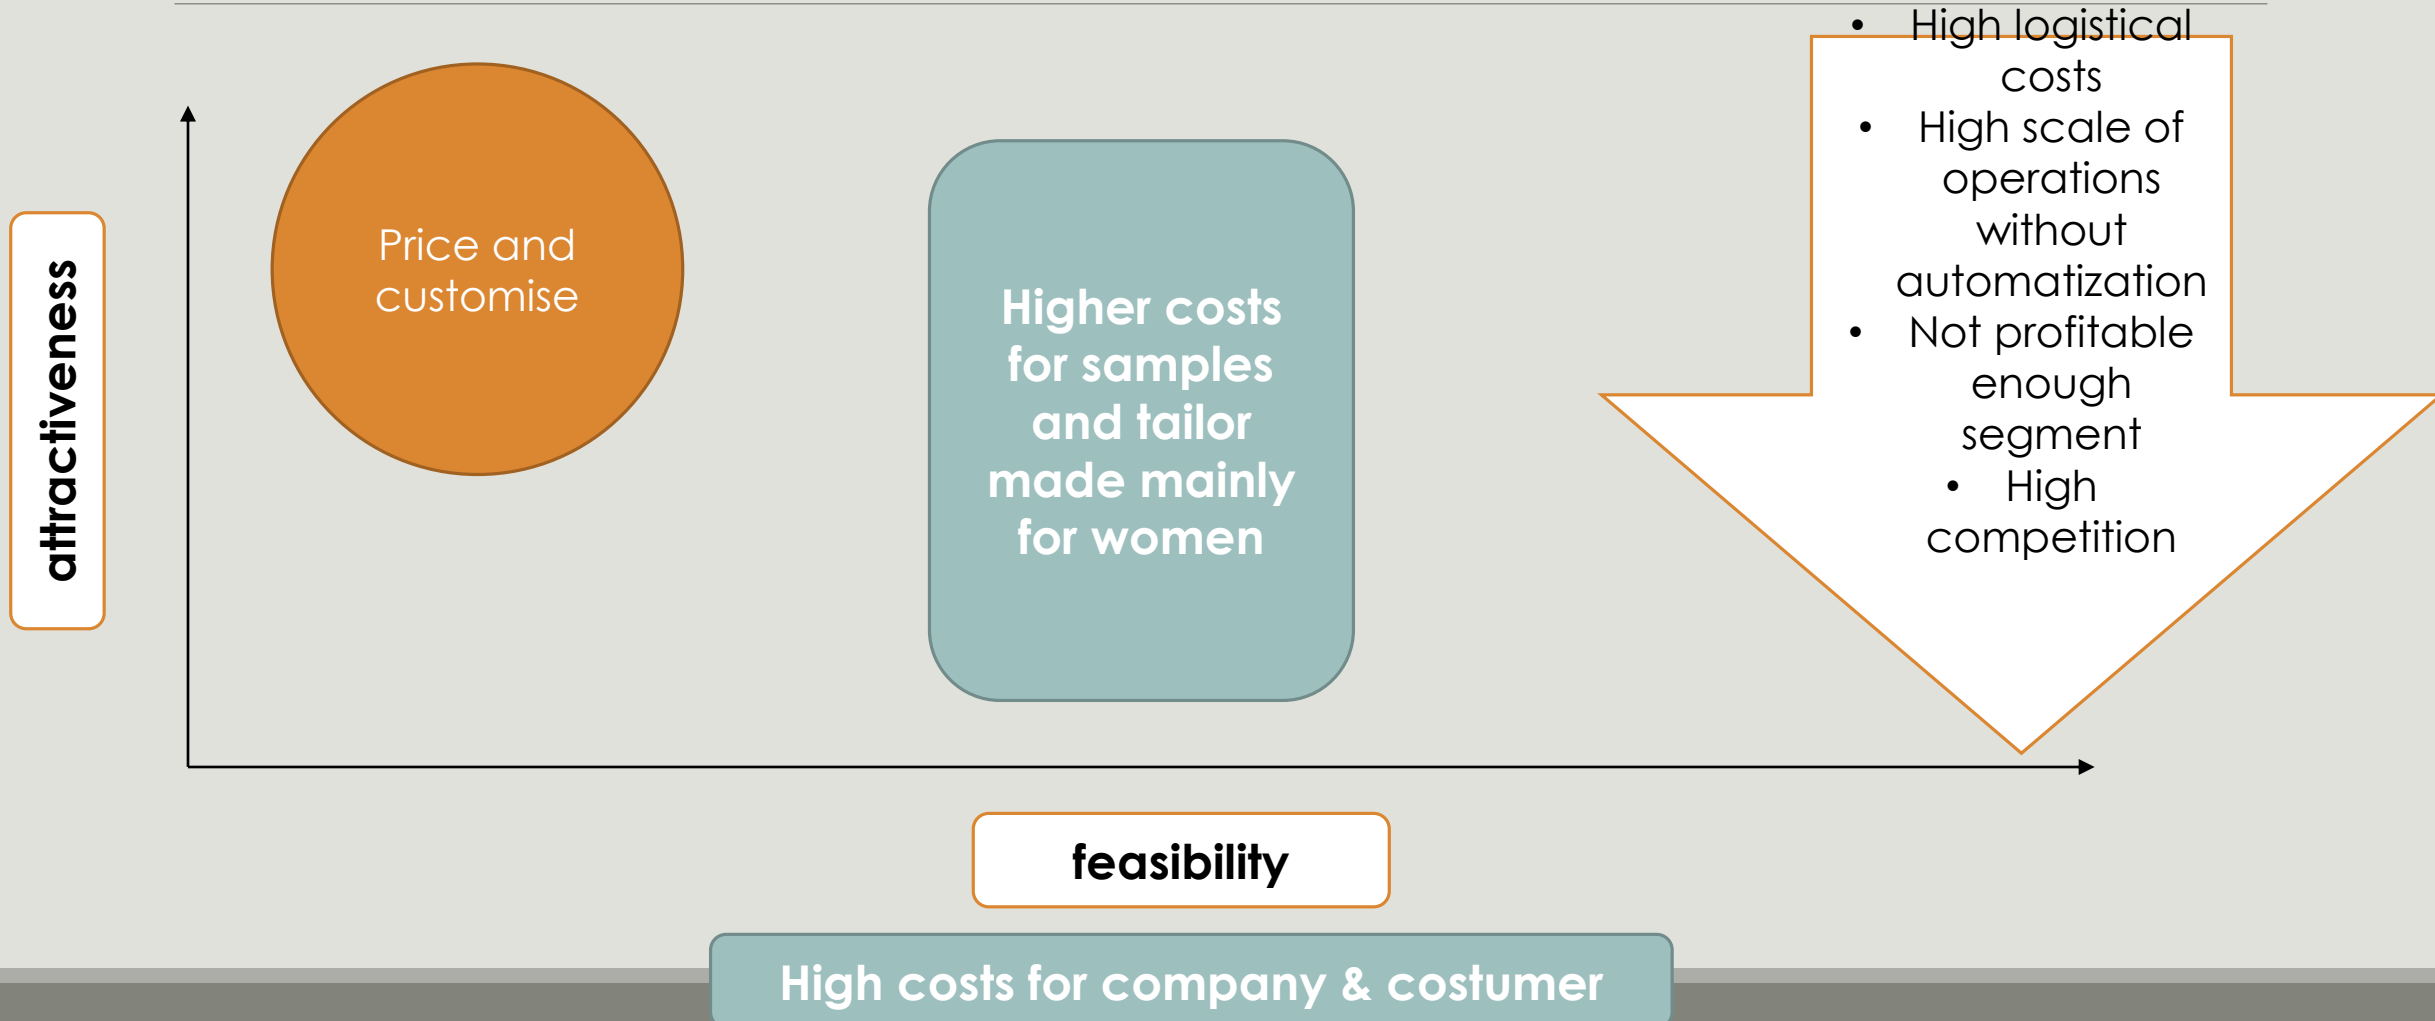 attractiveness
Price and
customise
Higher costs
for samples
and tailor
made mainly
for women
• High logistical
costs
• High scale of
operations
without
automatization
• Not profitable
enough
segment
• High
competition
feasibility
High costs for company & costumer